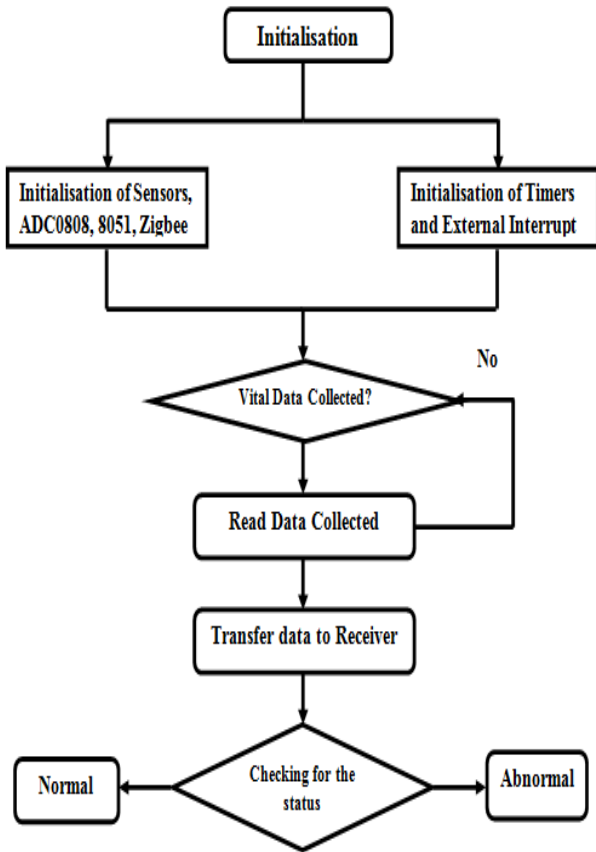 Initialisation
Initialisation of Sensors,
ADC0808, 8051, Zigbee
Initialisation of Timers
and External Interrupt
No
Vital Data Collected?
Read Data Collected
Transfer data to Receiver
Normal
Checking for the
status
Abnormal